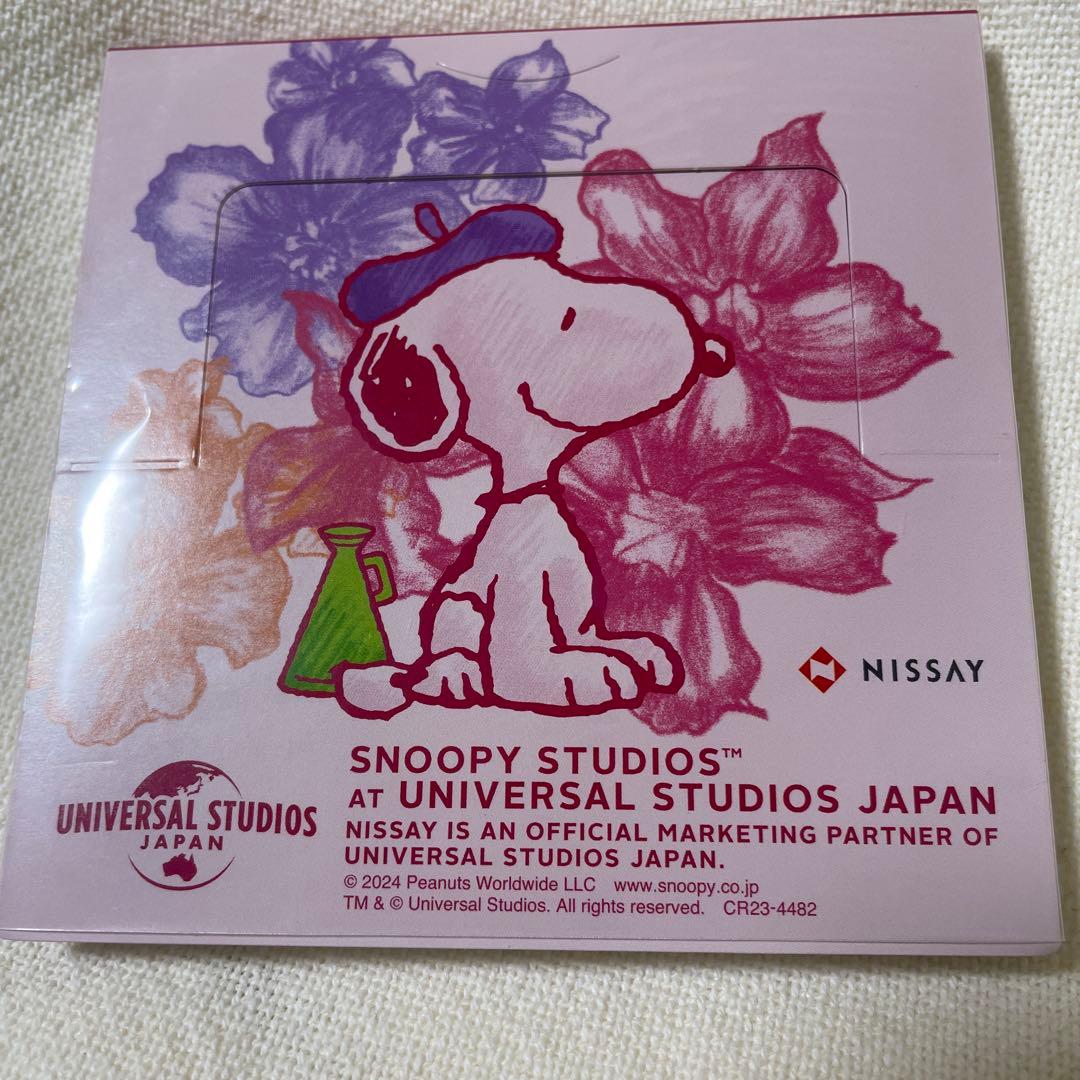 NISSAY
SNOOPY STUDIOS™
AT UNIVERSAL STUDIOS JAPAN
NISSAY IS AN OFFICIAL MARKETING PARTNER OF
UNIVERSAL STUDIOS JAPAN.
© 2024 Peanuts Worldwide LLC www.snoopy.co.jp
TM & © Universal Studios. All rights reserved. CR23-4482
UNIVERSAL STUDIOS
JAPAN